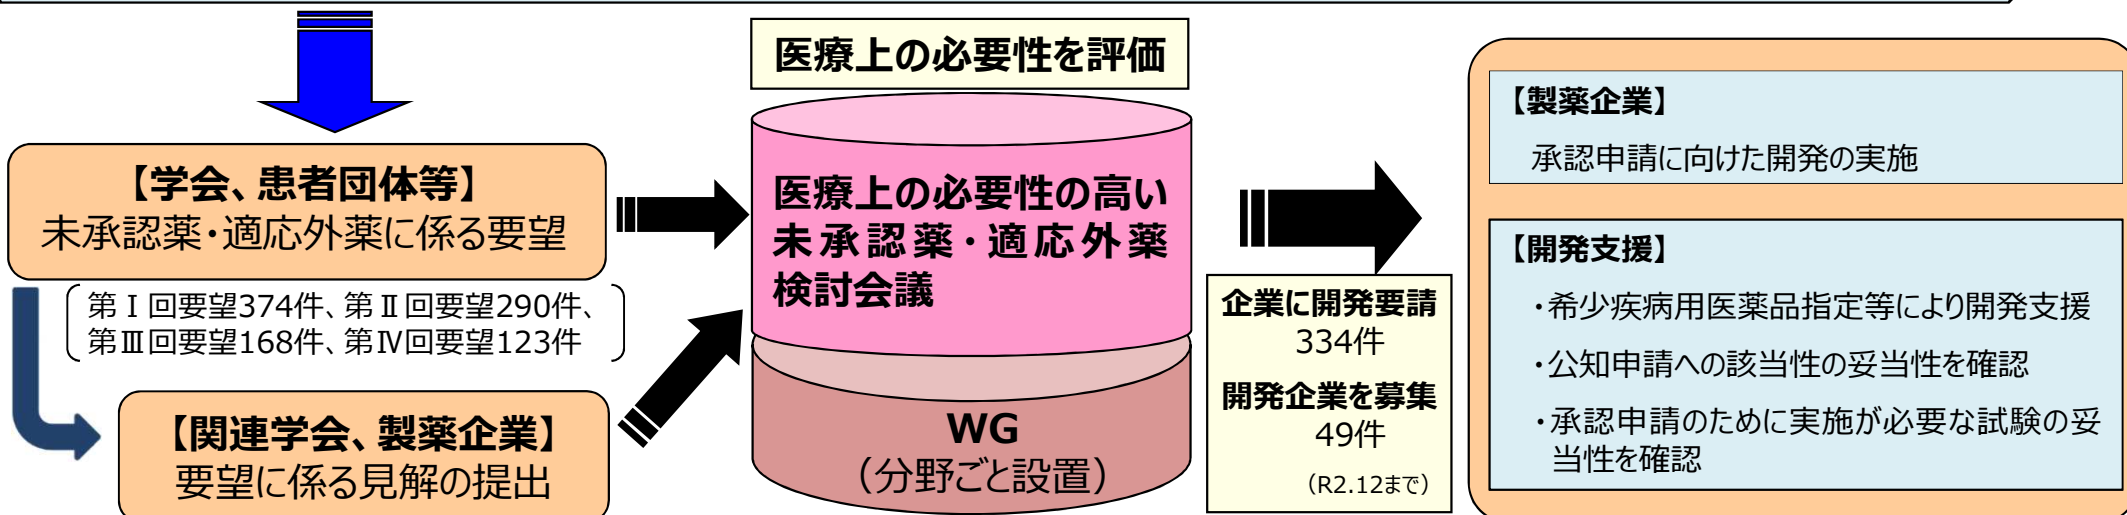 【学会、患者団体等】
未承認薬・適応外薬に係る要望
第Ⅰ回要望374件、第Ⅱ回要望290件、
第Ⅲ回要望168件、第Ⅳ回要望123件
【関連学会、製薬企業】
要望に係る見解の提出
医療上の必要性を評価
医療上の必要性の高い
未承認薬・適応外薬
検討会議
WG
（分野ごと設置）
企業に開発要請
334件
開発企業を募集
49件
（R2.12まで）
【製薬企業】
承認申請に向けた開発の実施
【開発支援】
・希少疾病用医薬品指定等により開発支援
・公知申請への該当性の妥当性を確認
・承認申請のために実施が必要な試験の妥
当性を確認